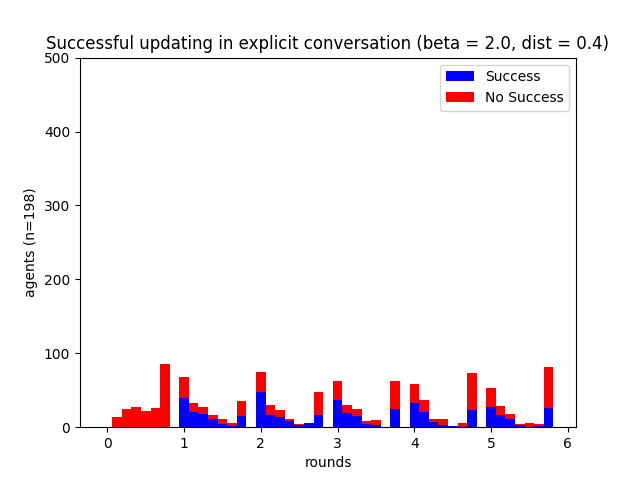 Successful updating in explicit conversation (beta = 2.0, dist = 0.4)
500
400
300
200
100
0
agents (n=198)
Success
No Success
0 1 2 3 4 5 6
rounds